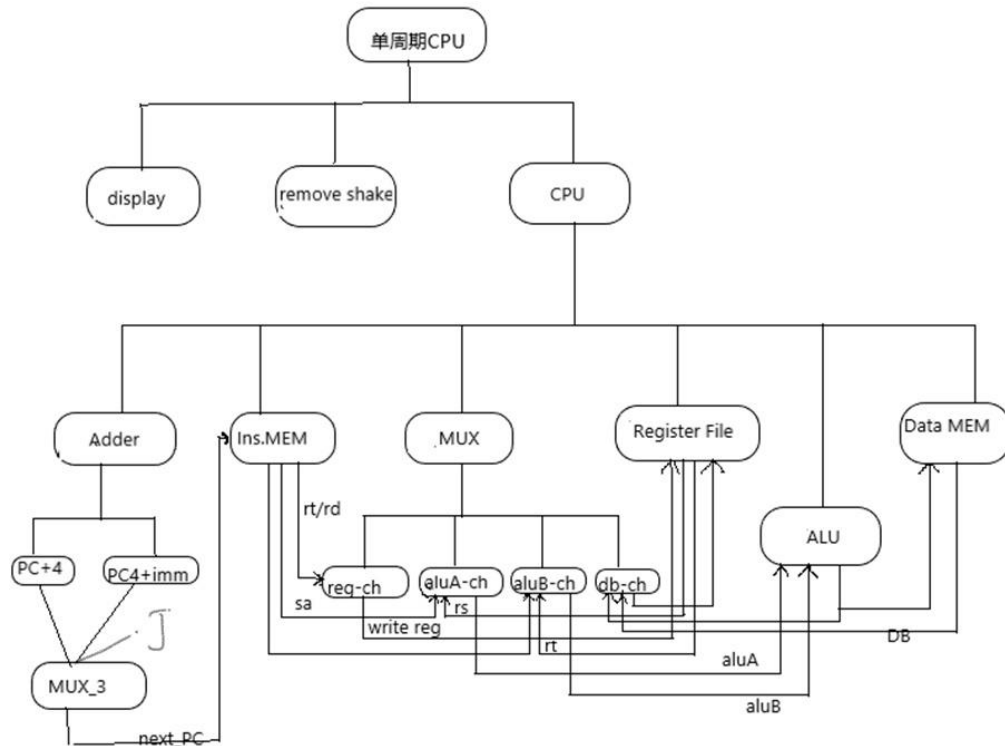 单周期CPU
display
remove shake
CPU
Adder
Ins.MEM
MUX
Register File
Data MEM
rt/rd
ALU
PC+4
PC4+imm
reg-ch
aluA-ch
aluB-ch
db-ch
sa
rs
write reg
J
rt
DB
aluA
MUX_3
aluB
next_PC